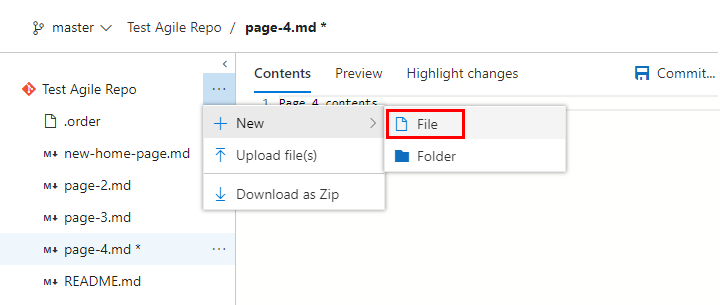 master Test Agile Repo / page-4.md *
Test Agile Repo ...
Contents Preview Highlight changes Commit...
1 Page 4 contents
New
File
Folder
Upload file(s)
Download as Zip
.order
new-home-page.md
page-2.md
page-3.md
page-4.md * ...
README.md